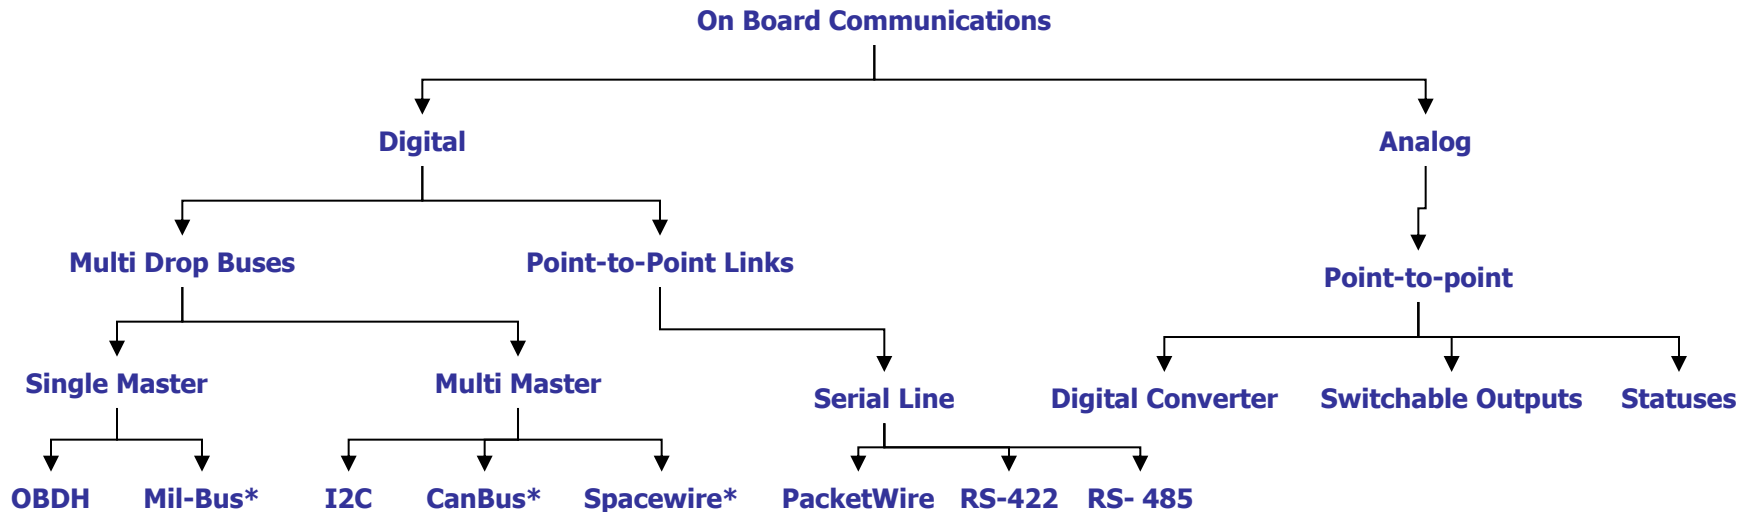 On Board Communications
Digital
Analog
Multi Drop Buses
Point-to-Point Links
Point-to-point
Single Master
Multi Master
Serial Line
Digital Converter
Switchable Outputs
Statuses
OBDH
Mil-Bus*
I2C
CanBus*
Spacewire*
PacketWire
RS-422
RS- 485